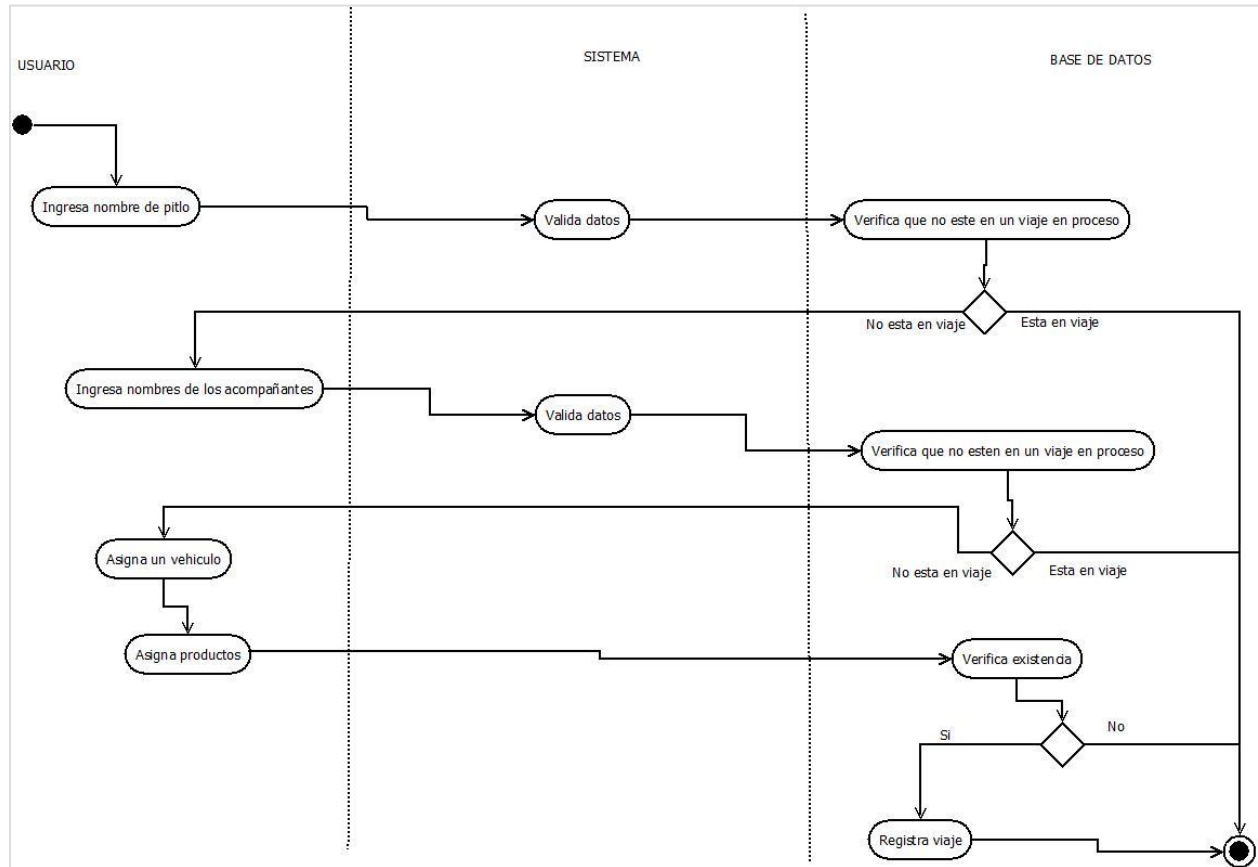 USUARIO
SISTEMA
BASE DE DATOS
Ingresa nombre de pitlo
Valida datos
Verifica que no este en un viaje en proceso
No esta en viaje
Esta en viaje
Ingresa nombres de los acompañantes
Valida datos
Verifica que no esten en un viaje en proceso
No esta en viaje
Esta en viaje
Asigna un vehiculo
Asigna productos
Verifica existencia
Si
No
Registra viaje